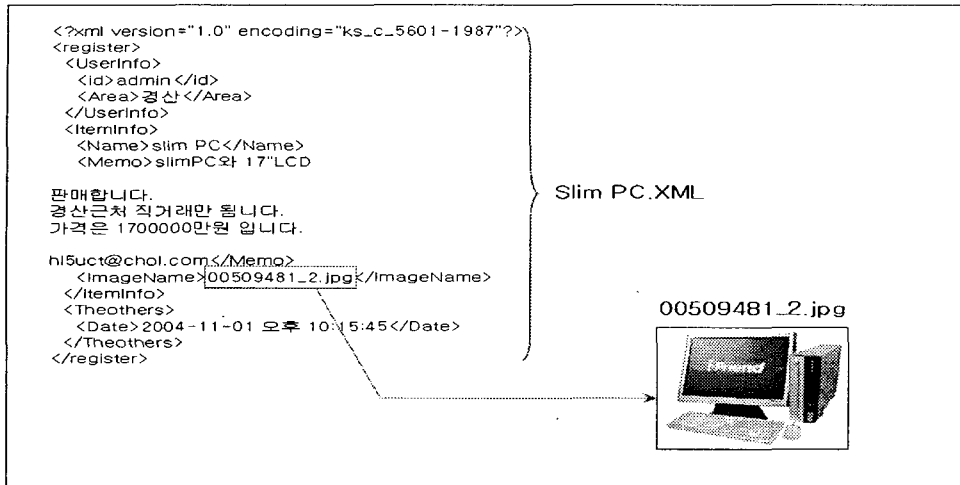 <?xml version="1.0" encoding="ks_c_5601-1987"?>
<register>
<UserInfo>
<id>admin</id>
<Area>경산</Area>
</UserInfo>
<ItemInfo>
<Name>slim PC</Name>
<Memo>slimPC와 17"LCD
판매합니다.
경산근처 직거래만 됩니다.
가격은 1700000만원 입니다.
hl5uct@chol.com</Memo>
<ImageName>00509481_2.jpg</ImageName>
</ItemInfo>
<Theothers>
<Date>2004-11-01 오후 10:15:45</Date>
</Theothers>
</register>
Slim PC.XML
00509481_2.jpg